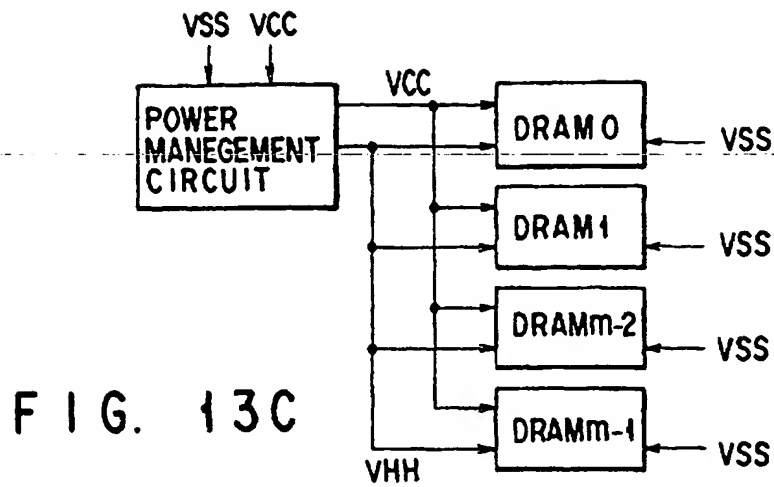 VSS VCC
VCC
POWER
MANEGEMENT
CIRCUIT
DRAM0
VSS
DRAM1
VSS
DRAMm-2
VSS
DRAMm-1
VSS
VHH
FIG. 13C